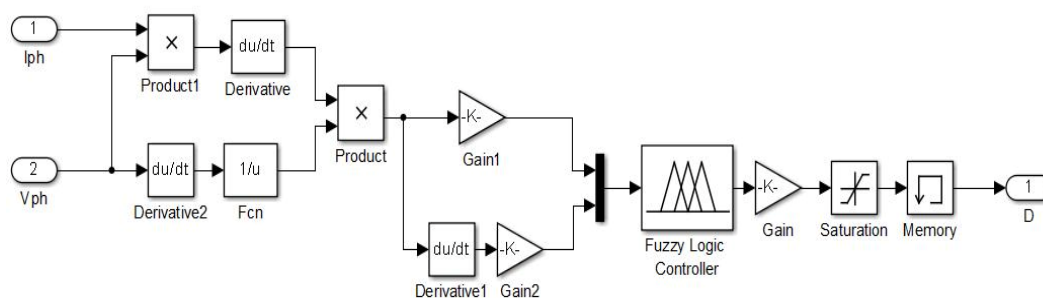 1
Iph
×
Product1
du/dt
Derivative
2
Vph
du/dt
Derivative2
1/u
Fcn
×
Product
-K-
Gain1
du/dt
Derivative1
-K-
Gain2
Fuzzy Logic
Controller
-K-
Gain
Saturation
Memory
1
D